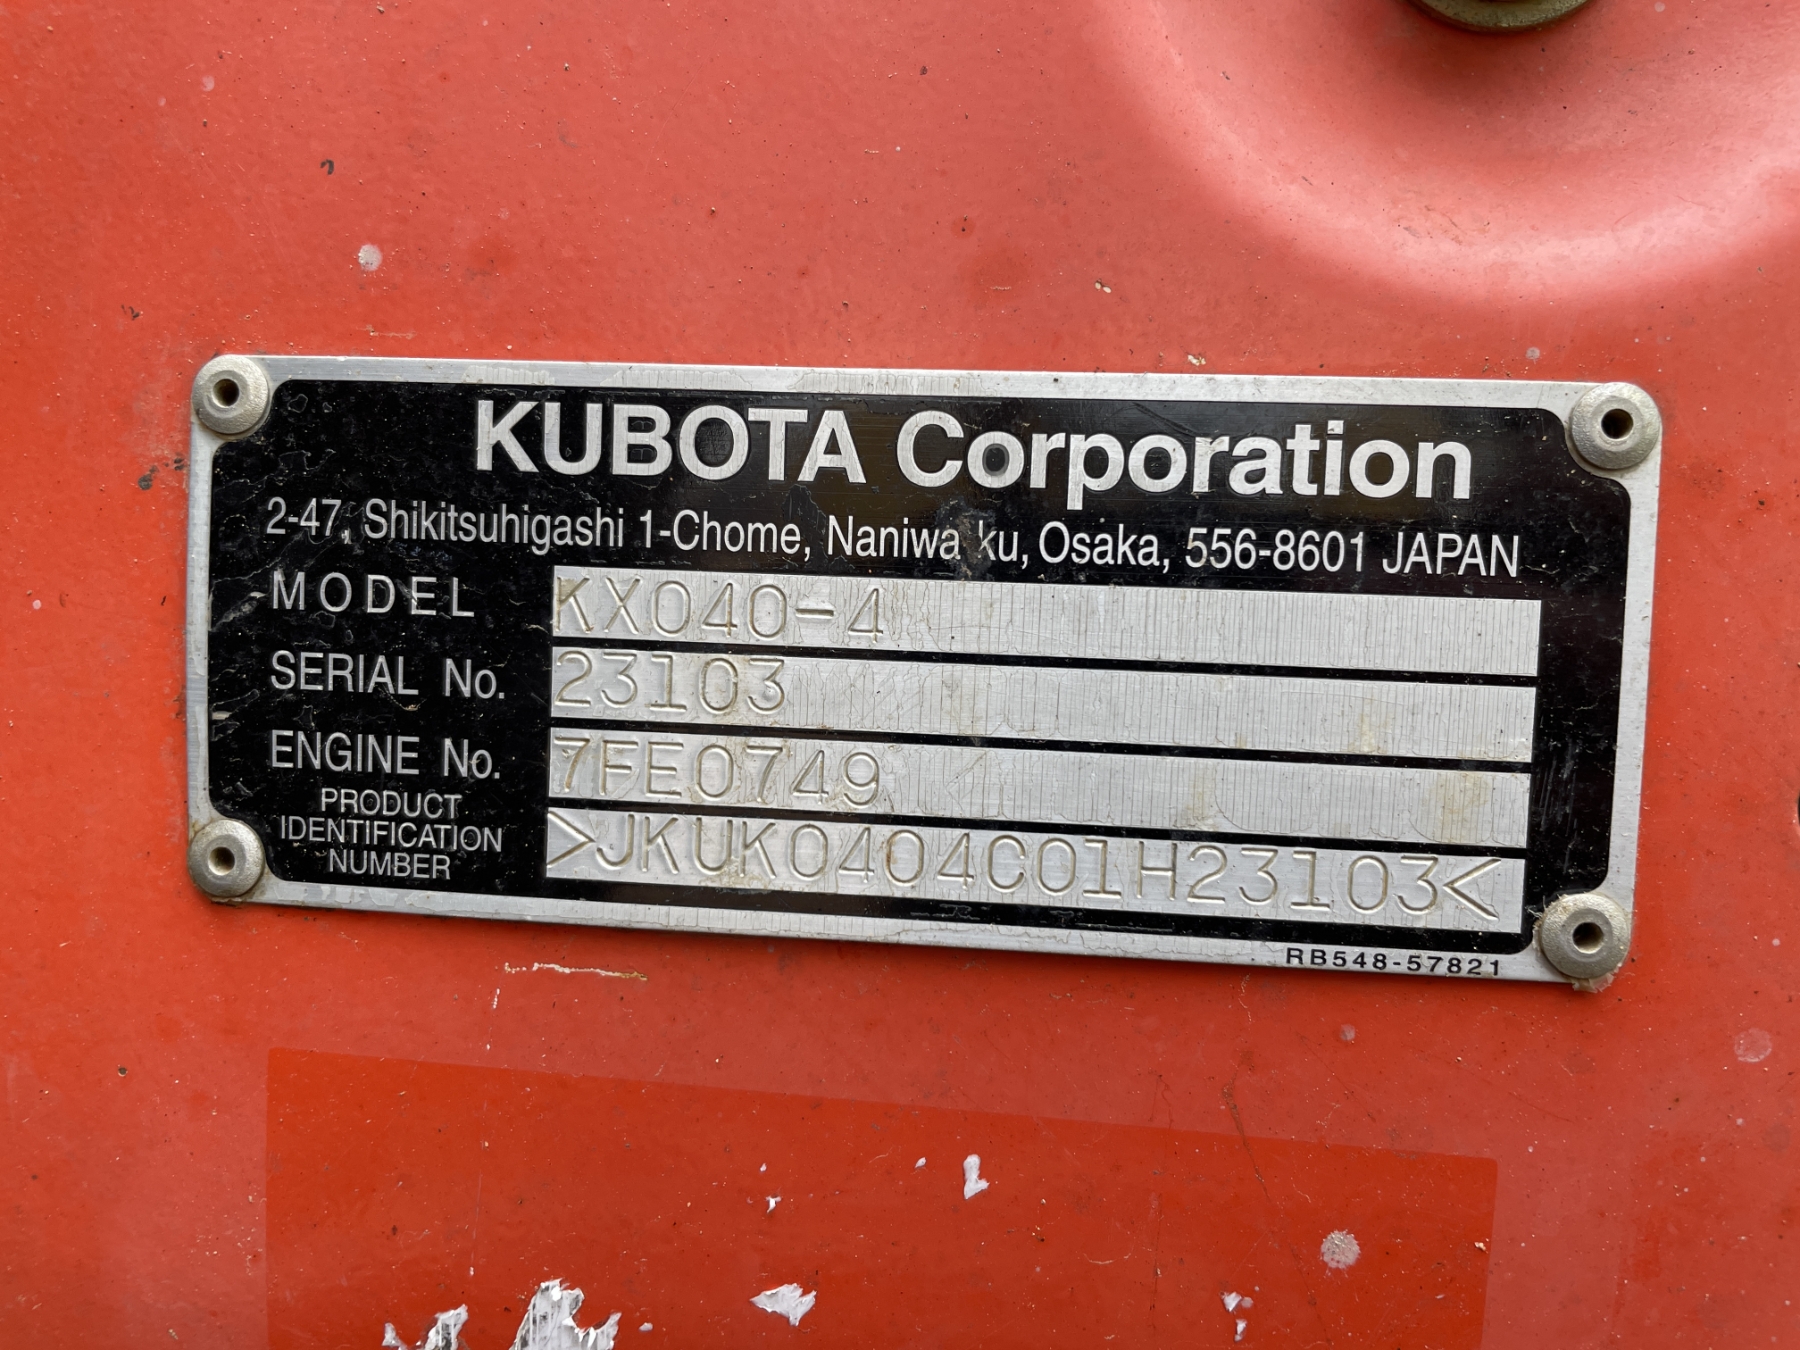 KUBOTA Corporation
2-47, Shikitsuhigashi 1-Chome, Naniwa ku, Osaka, 556-8601 JAPAN
MODEL KX040-4
SERIAL No. 23103
ENGINE No. 7FE0749
PRODUCT
IDENTIFICATION
NUMBER >JKUK0404C01H23103<
RB548-57821